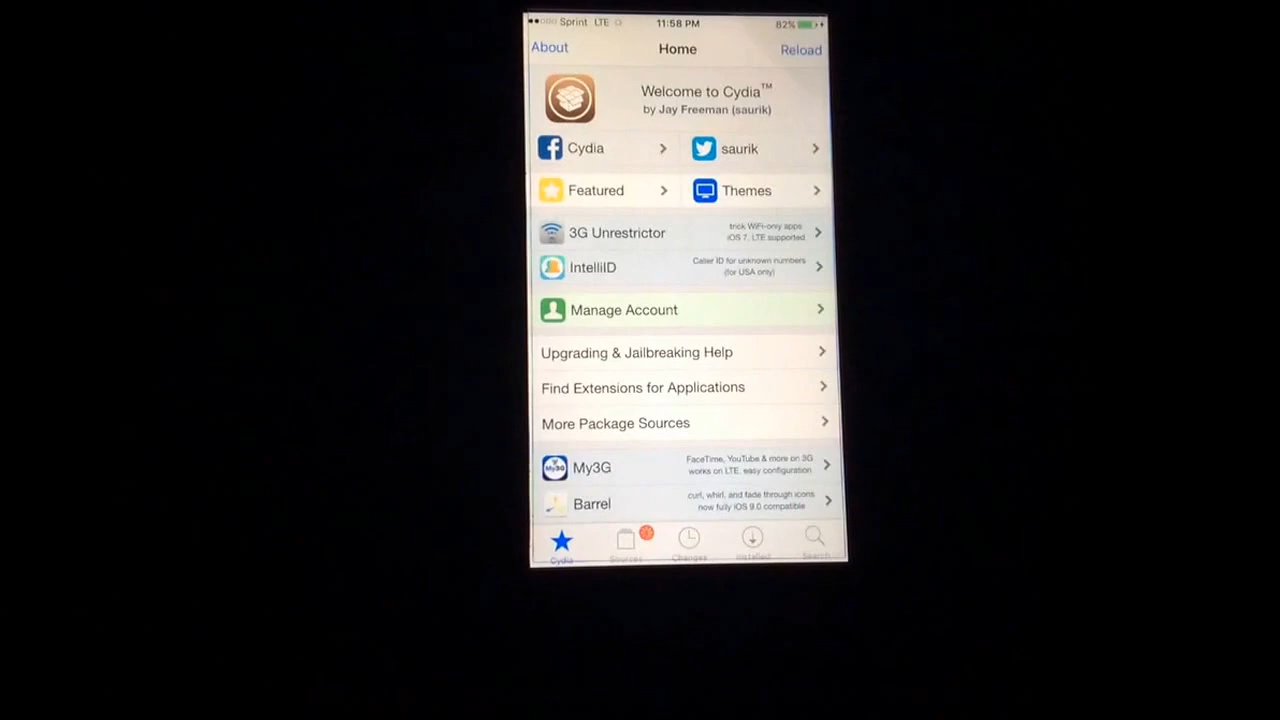 Sprint LTE 11:58 PM 82%
About Home Reload
Welcome to Cydia™
by Jay Freeman (saurik)
Cydia saurik
Featured Themes
3G Unrestrictor
trick WiFi-only apps
iOS 7, LTE supported
IntelliID
Caller ID for unknown numbers
(for USA only)
Manage Account
Upgrading & Jailbreaking Help
Find Extensions for Applications
More Package Sources
My3G
My3G
FaceTime, YouTube & more on 3G
works on LTE, easy configuration
Barrel
curl, whirl, and fade through icons
now fully iOS 9.0 compatible
Cydia Sources Changes Installed Search